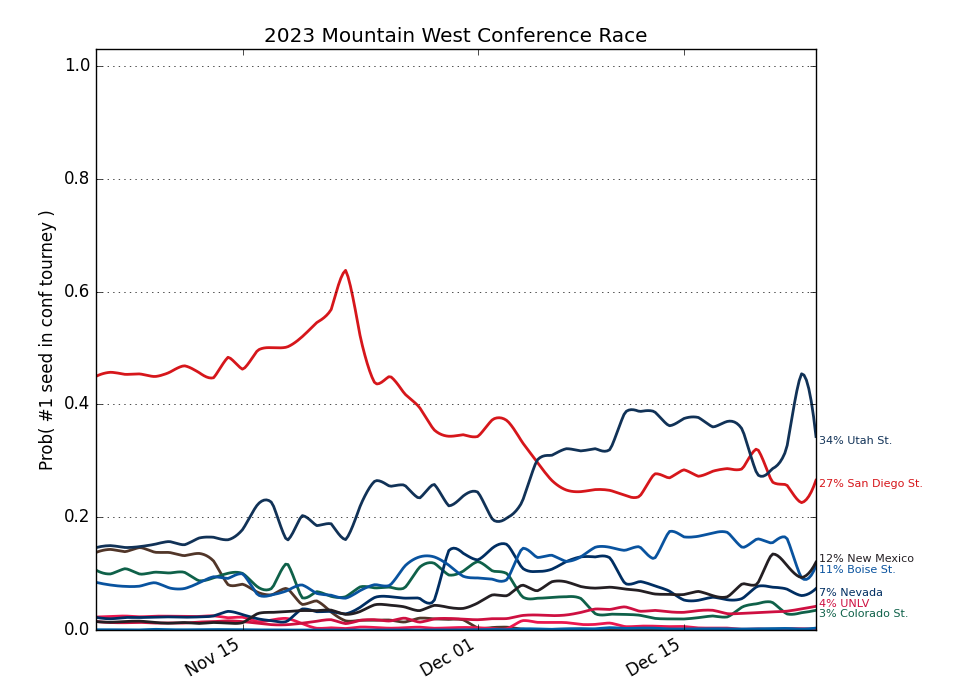 2023 Mountain West Conference Race
Prob( #1 seed in conf tourney )
1.0
0.8
0.6
0.4
0.2
0.0
34% Utah St.
27% San Diego St.
12% New Mexico
11% Boise St.
7% Nevada
4% UNLV
3% Colorado St.
Nov 15
Dec 01
Dec 15